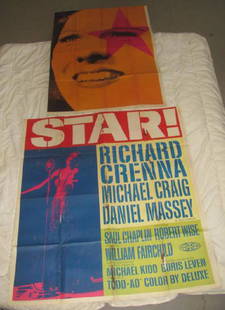 STAR!
RICHARD
CRENNA
MICHAEL CRAIG
DANIEL MASSEY
SAUL CHAPLIN ROBERT WISE
WILLIAM FAIRCHILD
MICHAEL KIDD BORIS LEVEN
TODD-AO COLOR BY DELUXE